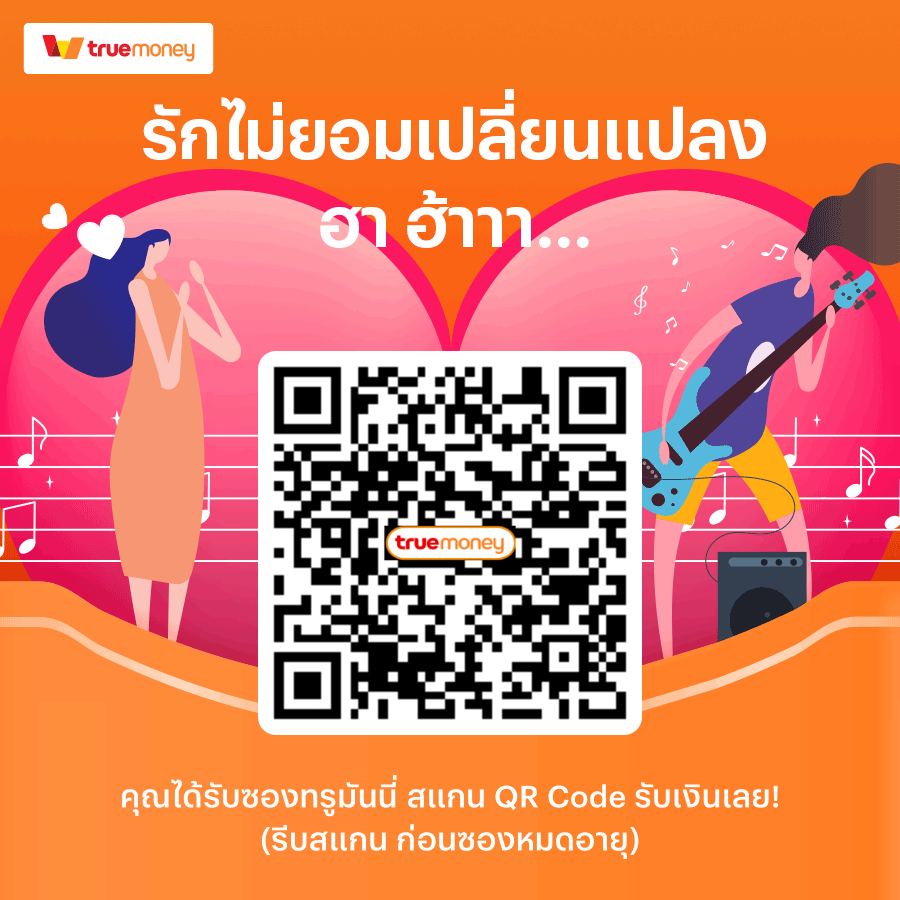 truemoney
รักไม่ยอมเปลี่ยนแปลง
ฮา ฮ้าาา...
truemoney
คุณได้รับซองทรูมันนี่ สแกน QR Code รับเงินเลย!
(รีบสแกน ก่อนซองหมดอายุ)